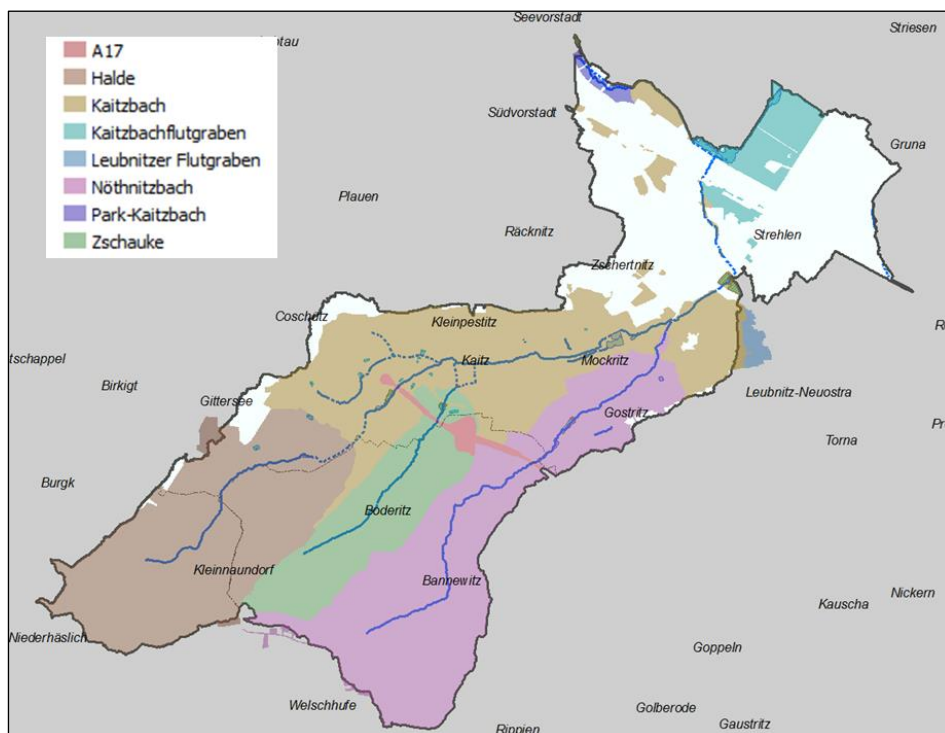 A17
Halde
Kaitzbach
Kaitzbachflutgraben
Leubnitzer Flutgraben
Nöthnitzbach
Park-Kaitzbach
Zschauke
Seevorstadt
Striesen
Südvorstadt
Gruna
Plauen
Räcknitz
Strehlen
Zschertnitz
Coschütz
Kleinpestitz
Kaitz
Mockritz
Birkigt
Gittersee
Leubnitz-Neuostra
Gostritz
Torna
Burgk
Boderitz
Kleinnaundorf
Bannewitz
Nickern
Kauscha
Niederhäslich
Goppeln
Welschhufe
Golberode
Rippien
Gaustritz